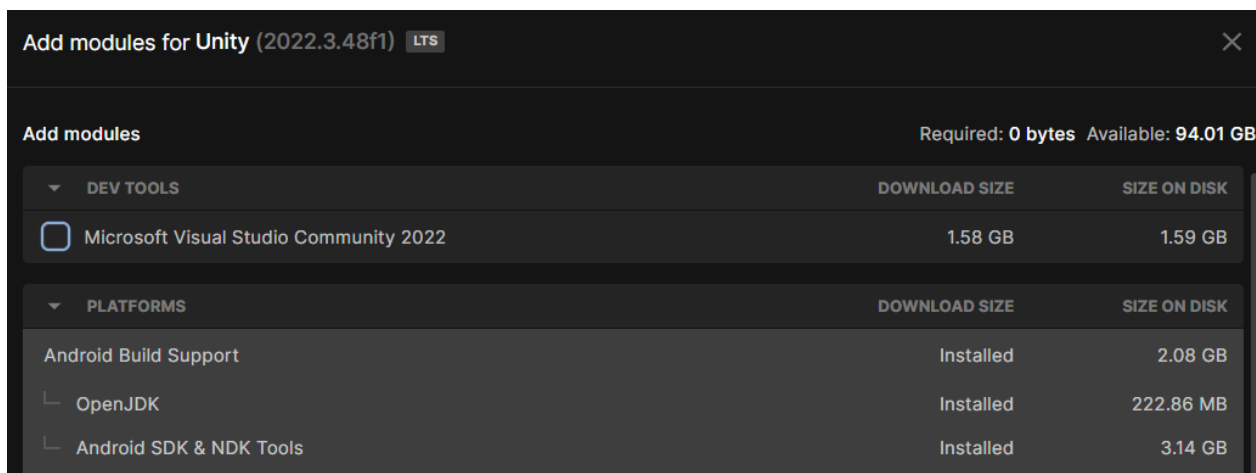 Add modules for Unity (2022.3.48f1) LTS
Add modules Required: 0 bytes Available: 94.01 GB
DEV TOOLS DOWNLOAD SIZE SIZE ON DISK
Microsoft Visual Studio Community 2022 1.58 GB 1.59 GB
PLATFORMS DOWNLOAD SIZE SIZE ON DISK
Android Build Support Installed 2.08 GB
OpenJDK Installed 222.86 MB
Android SDK & NDK Tools Installed 3.14 GB